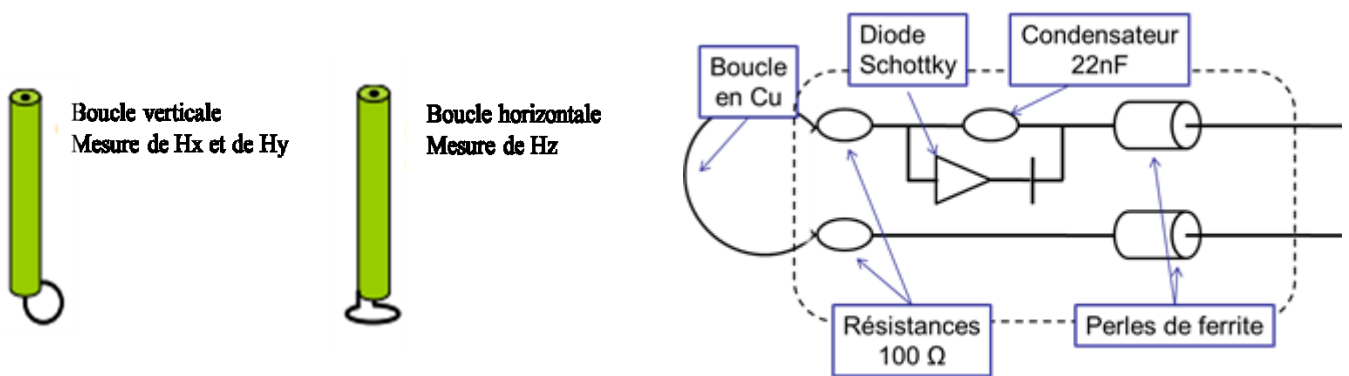 Boucle verticale
Mesure de Hx et de Hy
Boucle horizontale
Mesure de Hz
Boucle
en Cu
Diode
Schottky
Condensateur
22nF
Résistances
100 Ω
Perles de ferrite